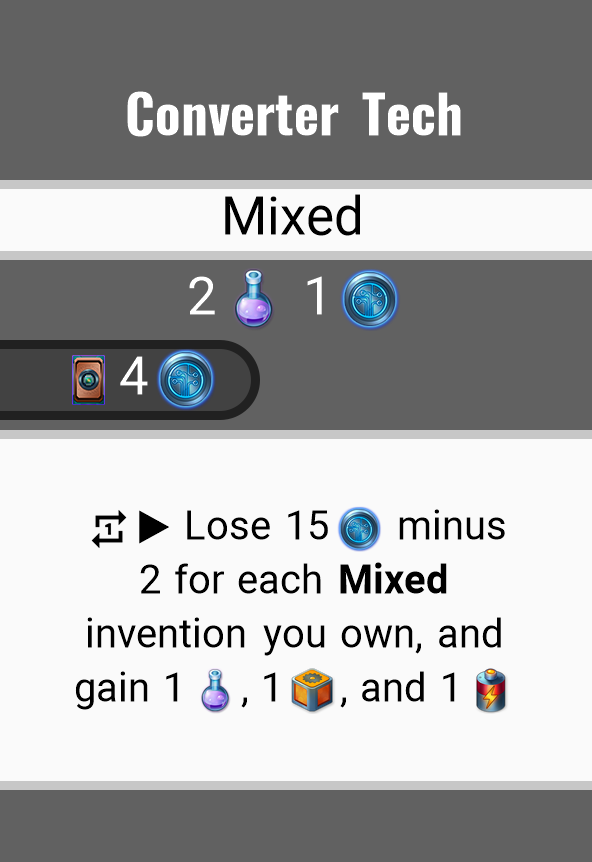 Converter Tech
Mixed
2 1
4
1 ▶ Lose 15 minus
2 for each Mixed
invention you own, and
gain 1 , 1 , and 1